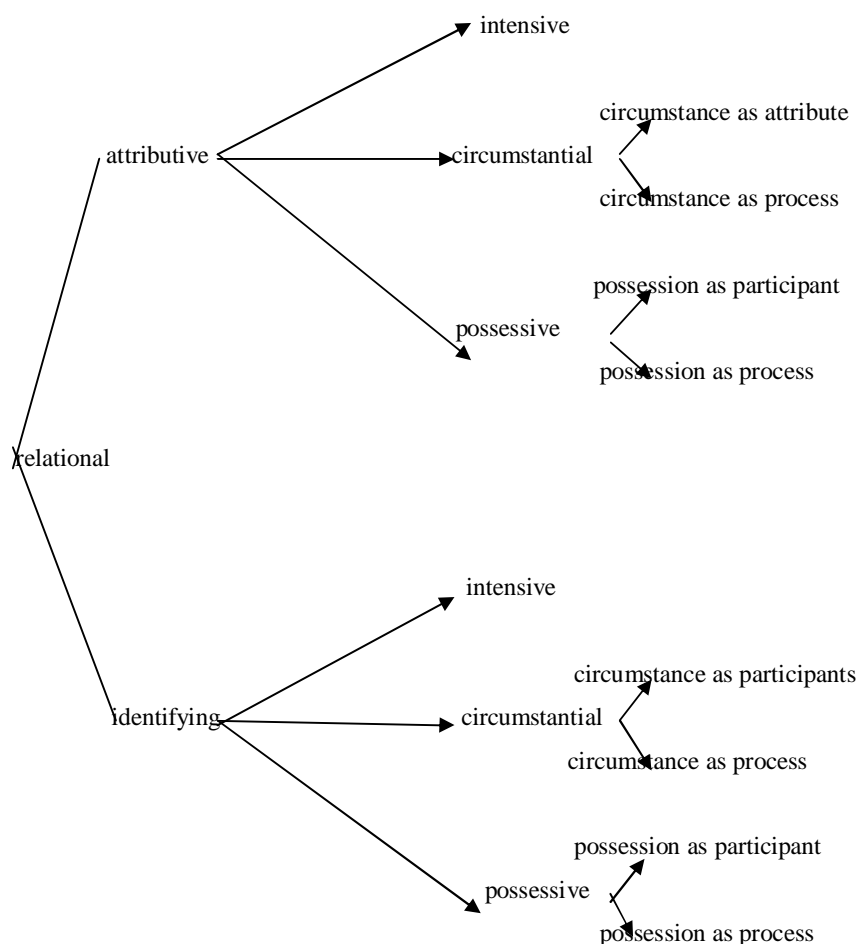 intensive
circumstance as attribute
attributive
circumstantial
circumstance as process
possession as participant
possessive
possession as process
relational
intensive
circumstance as participants
identifying
circumstantial
circumstance as process
possession as participant
possessive
possession as process